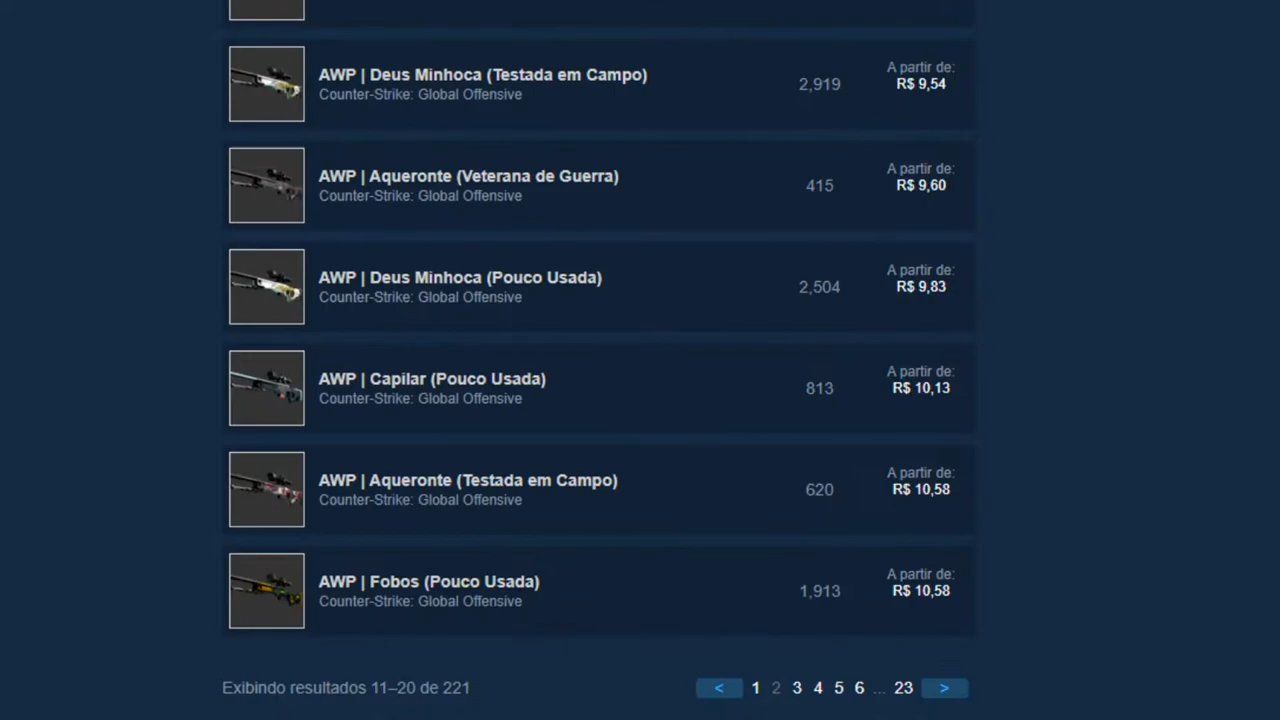 AWP | Deus Minhoca (Testada em Campo)
Counter-Strike: Global Offensive
2,919
A partir de:
R$ 9,54
AWP | Aqueronte (Veterana de Guerra)
Counter-Strike: Global Offensive
415
A partir de:
R$ 9,60
AWP | Deus Minhoca (Pouco Usada)
Counter-Strike: Global Offensive
2,504
A partir de:
R$ 9,83
AWP | Capilar (Pouco Usada)
Counter-Strike: Global Offensive
813
A partir de:
R$ 10,13
AWP | Aqueronte (Testada em Campo)
Counter-Strike: Global Offensive
620
A partir de:
R$ 10,58
AWP | Fobos (Pouco Usada)
Counter-Strike: Global Offensive
1,913
A partir de:
R$ 10,58
Exibindo resultados 11–20 de 221
< 1 2 3 4 5 6 ... 23 >